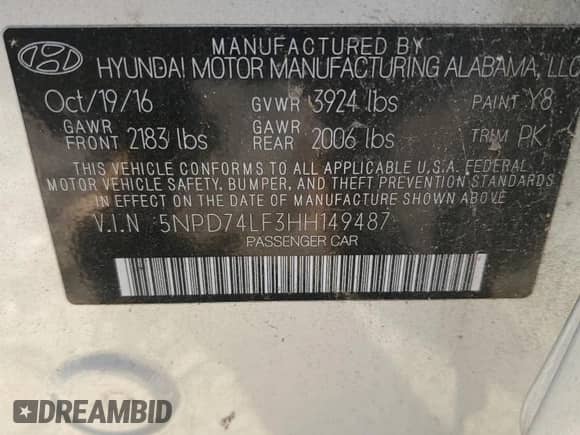 MANUFACTURED BY
HYUNDAI MOTOR MANUFACTURING ALABAMA, LLC
Oct/19/16 GVWR 3924 lbs PAINT Y8
GAWR FRONT 2183 lbs GAWR REAR 2006 lbs TRIM PK
THIS VEHICLE CONFORMS TO ALL APPLICABLE U.S.A FEDERAL
MOTOR VEHICLE SAFETY, BUMPER, AND THEFT PREVENTION STANDARDS
IN EFFECT ON THE DATE OF MANUFACTURE SHOWN ABOVE
V.I.N 5NPD74LF3HH149487
PASSENGER CAR
DREAMBID